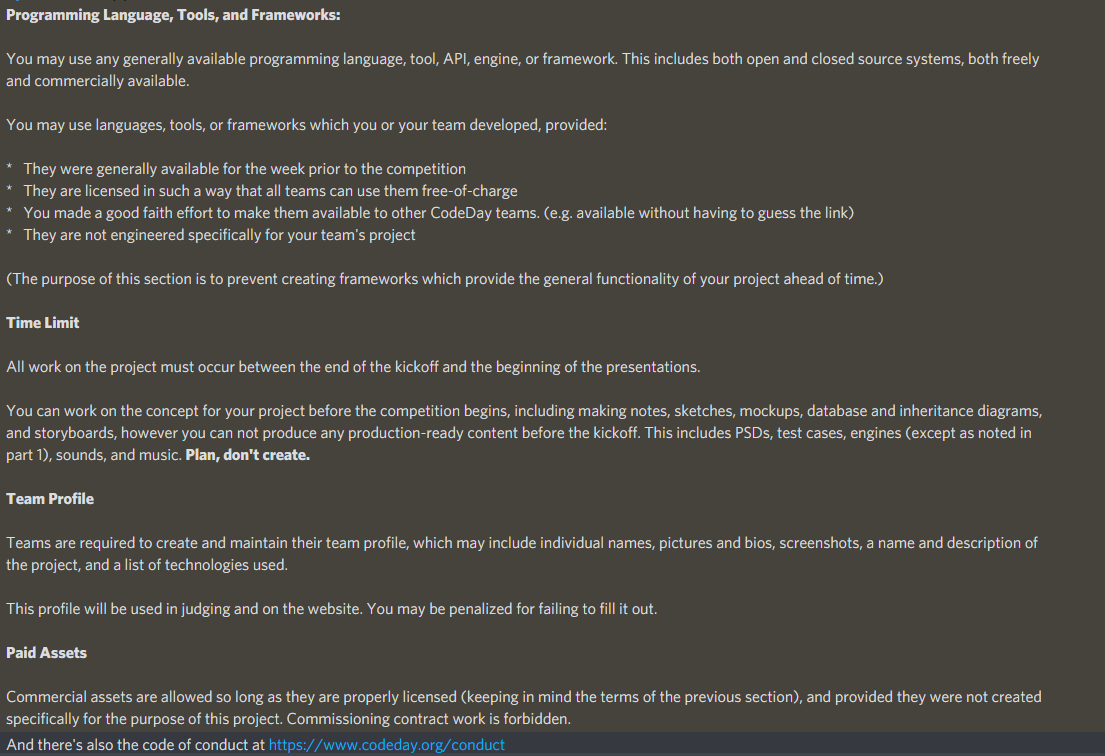 Programming Language, Tools, and Frameworks:
You may use any generally available programming language, tool, API, engine, or framework. This includes both open and closed source systems, both freely
and commercially available.
You may use languages, tools, or frameworks which you or your team developed, provided:
* They were generally available for the week prior to the competition
* They are licensed in such a way that all teams can use them free-of-charge
* You made a good faith effort to make them available to other CodeDay teams. (e.g. available without having to guess the link)
* They are not engineered specifically for your team's project
(The purpose of this section is to prevent creating frameworks which provide the general functionality of your project ahead of time.)
Time Limit
All work on the project must occur between the end of the kickoff and the beginning of the presentations.
You can work on the concept for your project before the competition begins, including making notes, sketches, mockups, database and inheritance diagrams,
and storyboards, however you can not produce any production-ready content before the kickoff. This includes PSDs, test cases, engines (except as noted in
part 1), sounds, and music. Plan, don't create.
Team Profile
Teams are required to create and maintain their team profile, which may include individual names, pictures and bios, screenshots, a name and description of
the project, and a list of technologies used.
This profile will be used in judging and on the website. You may be penalized for failing to fill it out.
Paid Assets
Commercial assets are allowed so long as they are properly licensed (keeping in mind the terms of the previous section), and provided they were not created
specifically for the purpose of this project. Commissioning contract work is forbidden.
And there's also the code of conduct at https://www.codeday.org/conduct